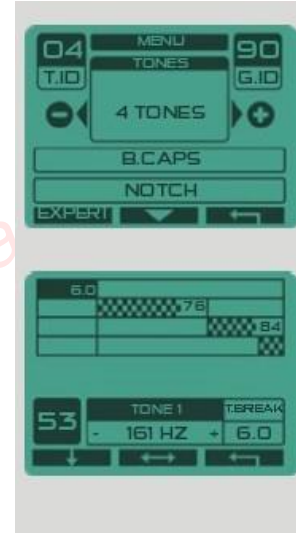 04 MENU 90
TONES
T.ID G.ID
4 TONES
B.CAPS
NOTCH
EXPERT
6.0
76
84
53 TONE 1 T.BREAK
- 161 HZ + 6.0